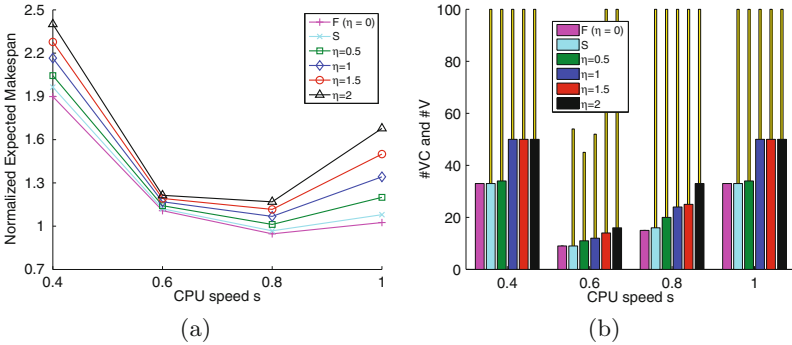 2.5
2.2
1.9
1.6
1.3
1
0.7
Normalized Expected Makespan
0.4
0.6
0.8
1
CPU speed s
F (η = 0)
S
η=0.5
η=1
η=1.5
η=2
(a)
100
80
60
40
20
0
#VC and #V
0.4
0.6
0.8
1
CPU speed s
F (η = 0)
S
η=0.5
η=1
η=1.5
η=2
(b)